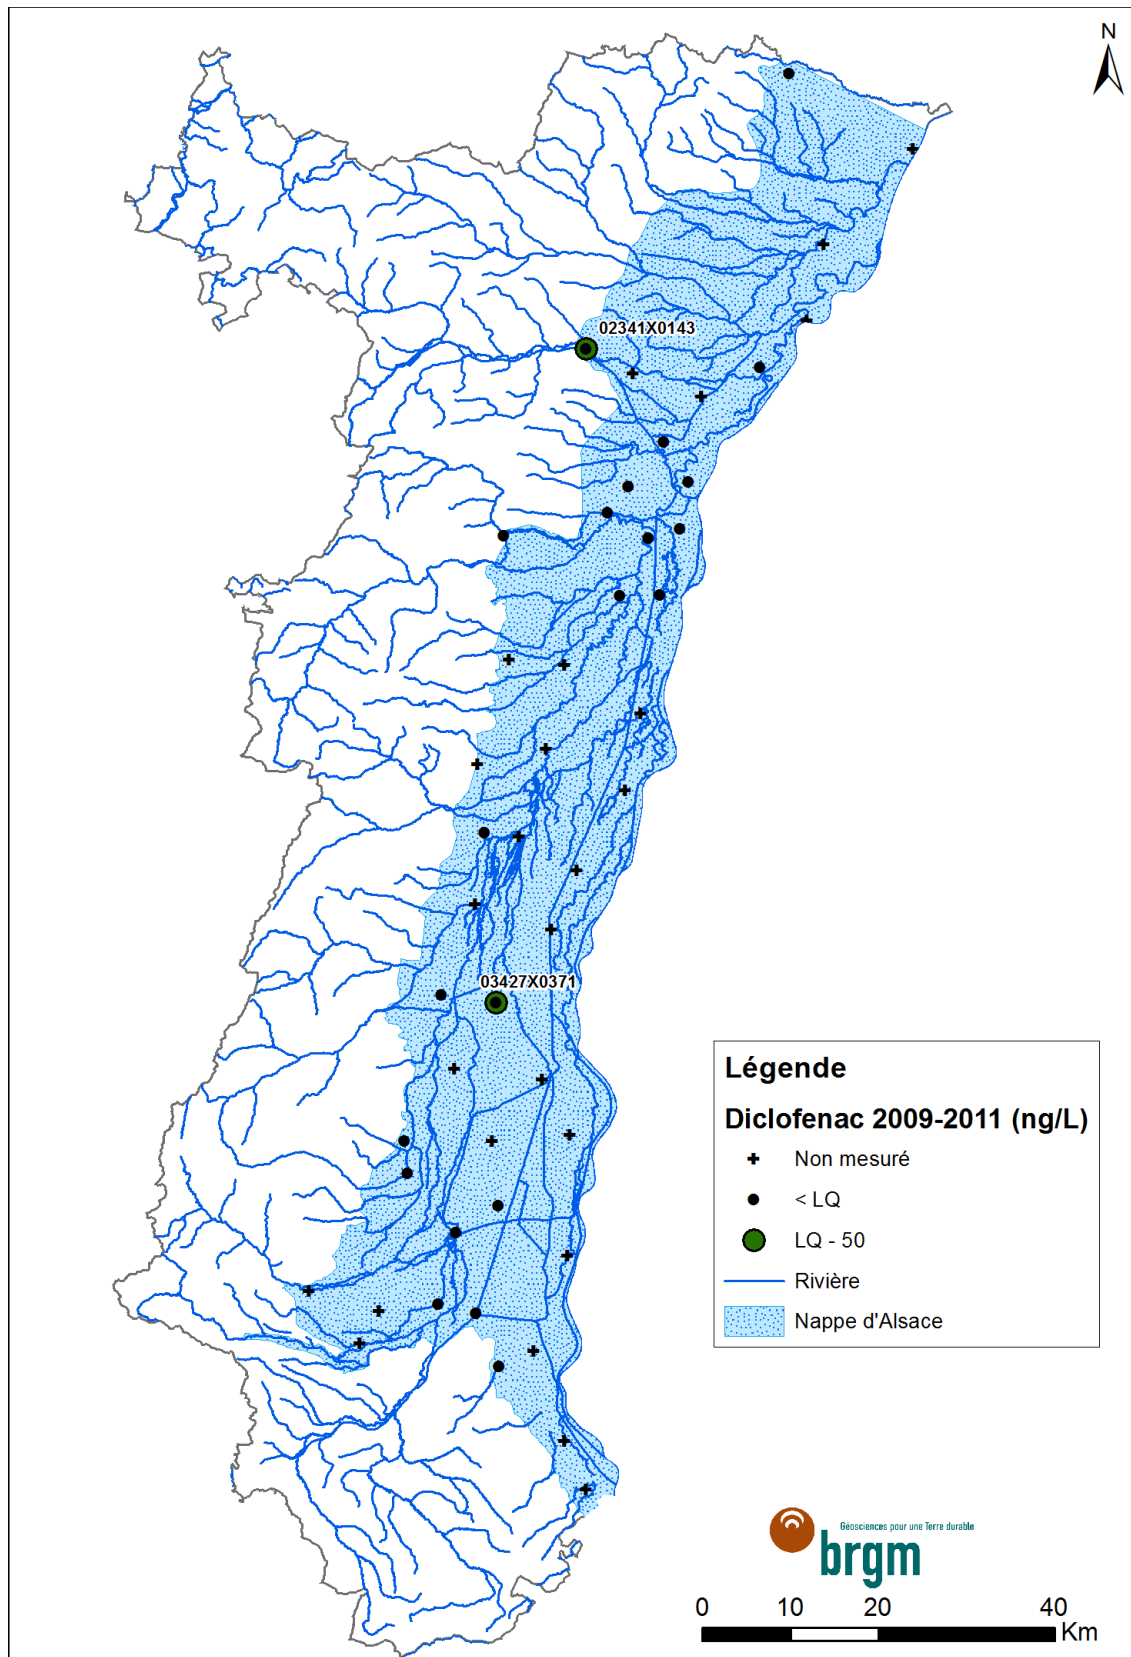 N
02341X0143
03427X0371
Légende
Diclofenac 2009-2011 (ng/L)
Non mesuré
< LQ
LQ - 50
Rivière
Nappe d'Alsace
Géosciences pour une Terre durable
brgm
0 10 20 40
Km